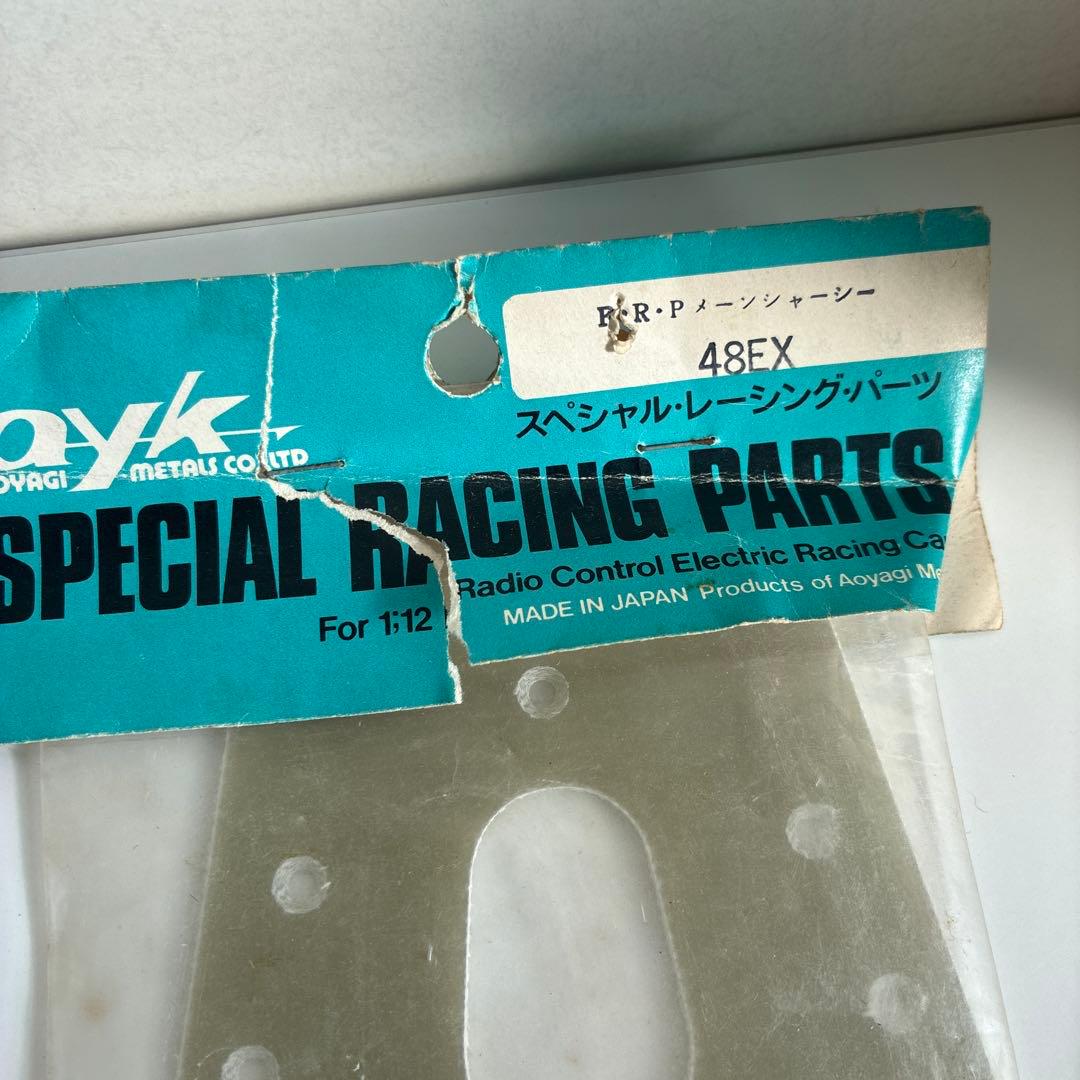 F・R・P メーンシャーシー
48EX
スペシャル・レーシング・パーツ
ayk
OYAGI METALS CO.,LTD
SPECIAL RACING PARTS
For 1;12 Radio Control Electric Racing Ca
MADE IN JAPAN Products of Aoyagi Me